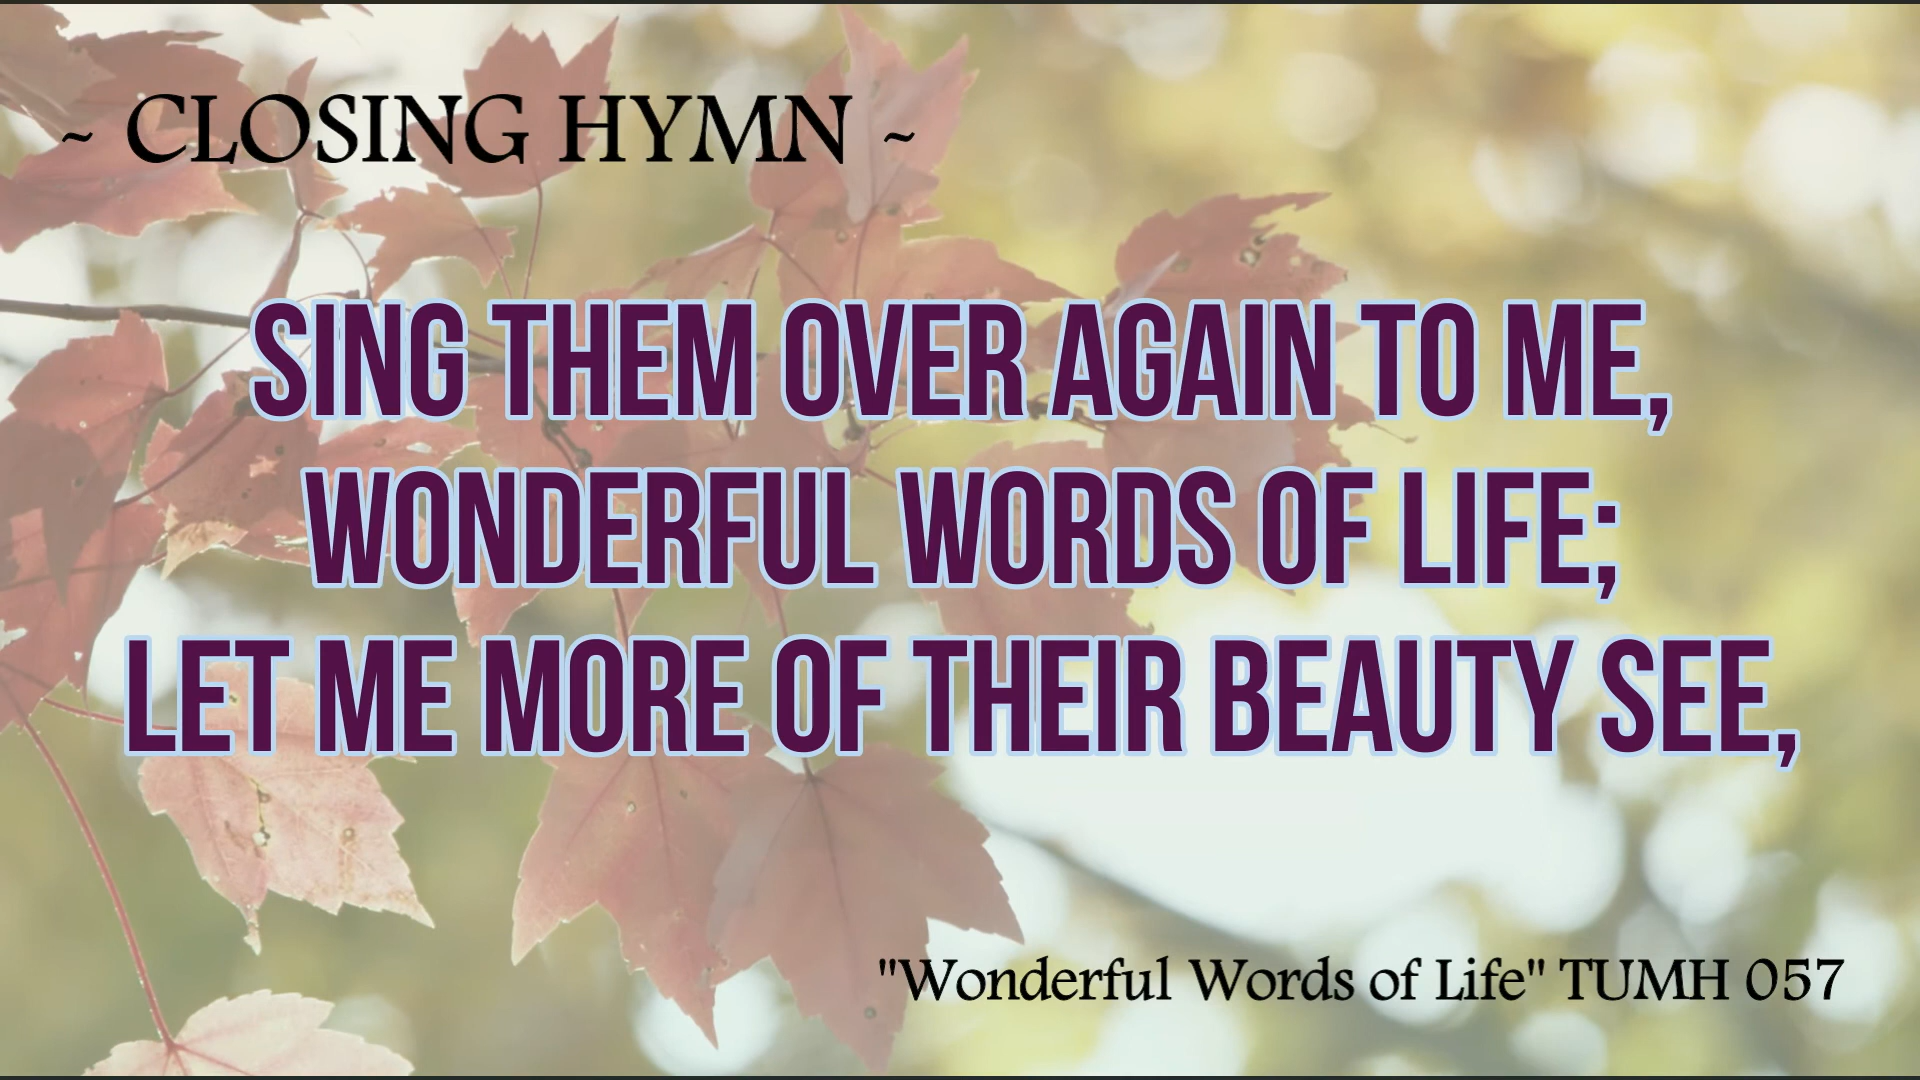 ~ CLOSING HYMN ~
SING THEM OVER AGAIN TO ME,
WONDERFUL WORDS OF LIFE;
LET ME MORE OF THEIR BEAUTY SEE,
"Wonderful Words of Life" TUMH 057